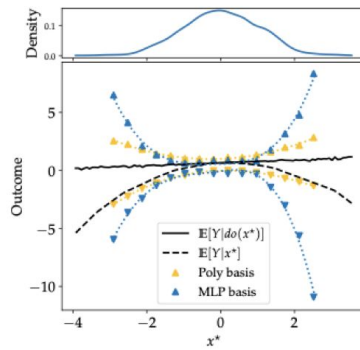 Density
0.1
0.0
Outcome
5
0
−5
−10
𝔼[Y|do(x*)]
𝔼[Y|x*]
Poly basis
MLP basis
−4 −2 0 2
x*